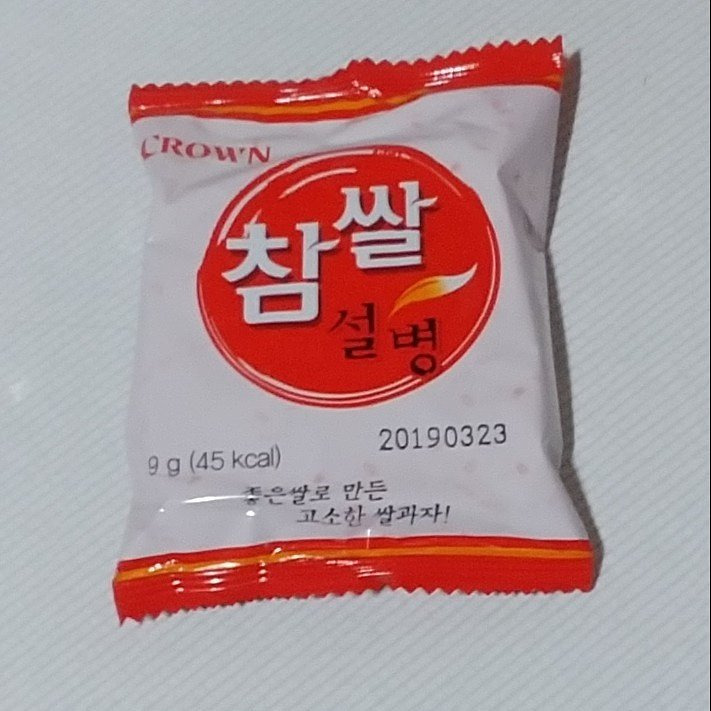 CROWN
참쌀
설병
20190323
9 g (45 kcal)
좋은쌀로 만든
고소한 쌀과자!